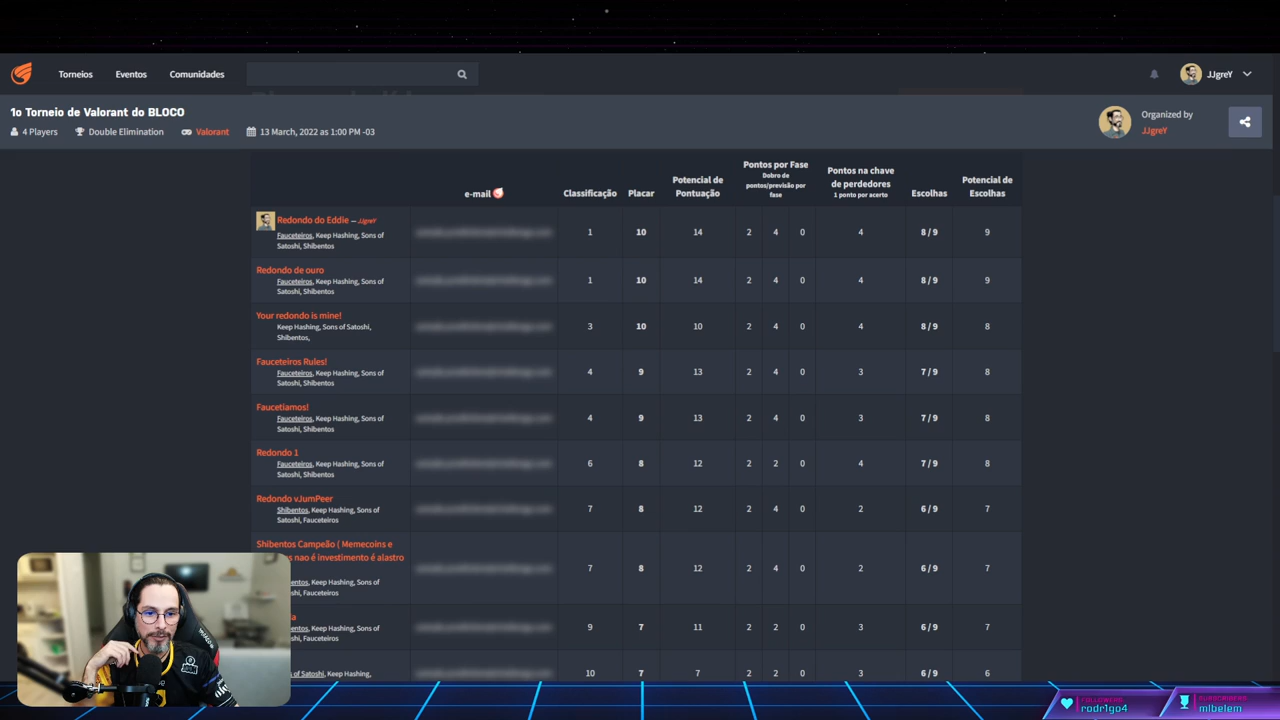 Torneios Eventos Comunidades JJgreY
1o Torneio de Valorant do BLOCO
4 Players Double Elimination Valorant 13 March, 2022 as 1:00 PM -03
Organized by
JJgreY
e-mail Classificação Placar Potencial de Pontuação Pontos por Fase Dobro de pontos/previsão por fase Pontos na chave de perdedores 1 ponto por acerto Escolhas Potencial de Escolhas
Redondo do Eddie – JJgreY
Fauceteiros, Keep Hashing, Sons of
Satoshi, Shibentos
1 10 14 2 4 0 4 8 / 9 9
Redondo de ouro
Fauceteiros, Keep Hashing, Sons of
Satoshi, Shibentos
1 10 14 2 4 0 4 8 / 9 9
Your redondo is mine!
Keep Hashing, Sons of Satoshi,
Shibentos,
3 10 10 2 4 0 4 8 / 9 8
Fauceteiros Rules!
Fauceteiros, Keep Hashing, Sons of
Satoshi, Shibentos
4 9 13 2 4 0 3 7 / 9 8
Faucetiamos!
Fauceteiros, Keep Hashing, Sons of
Satoshi, Shibentos
4 9 13 2 4 0 3 7 / 9 8
Redondo 1
Fauceteiros, Keep Hashing, Sons of
Satoshi, Shibentos
6 8 12 2 2 0 4 7 / 9 8
Redondo vJumPeer
Shibentos, Keep Hashing, Sons of
Satoshi, Fauceteiros
7 8 12 2 4 0 2 6 / 9 7
Shibentos Campeão ( Memecoins e
nao é investimento é alastro
Keep Hashing, Sons of
Fauceteiros
7 8 12 2 4 0 2 6 / 9 7
Keep Hashing, Sons of
Fauceteiros
9 7 11 2 2 0 3 6 / 9 7
of Satoshi, Keep Hashing,
10 7 7 2 2 0 3 6 / 9 6
rodr1go4
mlbelem